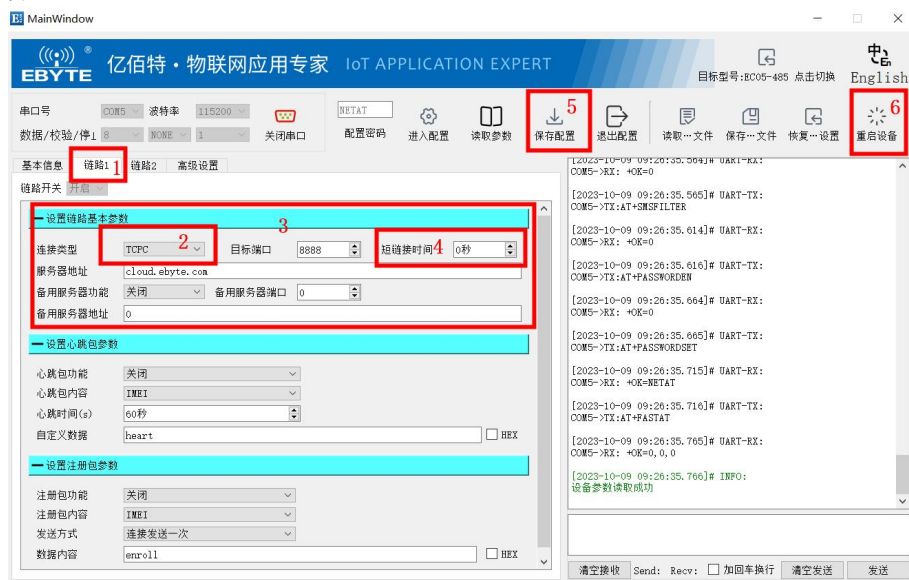 MainWindow
EBYTE ® 亿佰特·物联网应用专家 IoT APPLICATION EXPERT
目标型号:EC05-485 点击切换 English
串口号 COM5 波特率 115200 NETAT 5 6
数据/校验/停 8 NONE 1 关闭串口 配置密码 进入配置 读取参数 保存配置 退出配置 读取…文件 保存…文件 恢复…设置 重启设备
基本信息 链路1 1 链路2 高级设置
链路开关 开启
设置链路基本参数
3
连接类型 TCPC 2 目标端口 8888 短链接时间 4 0秒
服务器地址 cloud.ebyte.com
备用服务器功能 关闭 备用服务器端口 0
备用服务器地址 0
设置心跳包参数
心跳包功能 关闭
心跳包内容 IMEI
心跳时间(s) 60秒
自定义数据 heart HEX
设置注册包参数
注册包功能 关闭
注册包内容 IMEI
发送方式 连接发送一次
数据内容 enroll HEX
[2023-10-09 09:26:35.564]# UART-RX:
COM5->RX: +OK=0
[2023-10-09 09:26:35.565]# UART-TX:
COM5->TX:AT+SMSFILTER
[2023-10-09 09:26:35.614]# UART-RX:
COM5->RX: +OK=0
[2023-10-09 09:26:35.616]# UART-TX:
COM5->TX:AT+PASSWORDEN
[2023-10-09 09:26:35.664]# UART-RX:
COM5->RX: +OK=0
[2023-10-09 09:26:35.665]# UART-TX:
COM5->TX:AT+PASSWORDSET
[2023-10-09 09:26:35.715]# UART-RX:
COM5->RX: +OK=NETAT
[2023-10-09 09:26:35.716]# UART-TX:
COM5->TX:AT+FASTAT
[2023-10-09 09:26:35.765]# UART-RX:
COM5->RX: +OK=0,0,0
[2023-10-09 09:26:35.766]# INFO:
设备参数读取成功
清空接收 Send: Recv: 加回车换行 清空发送 发送